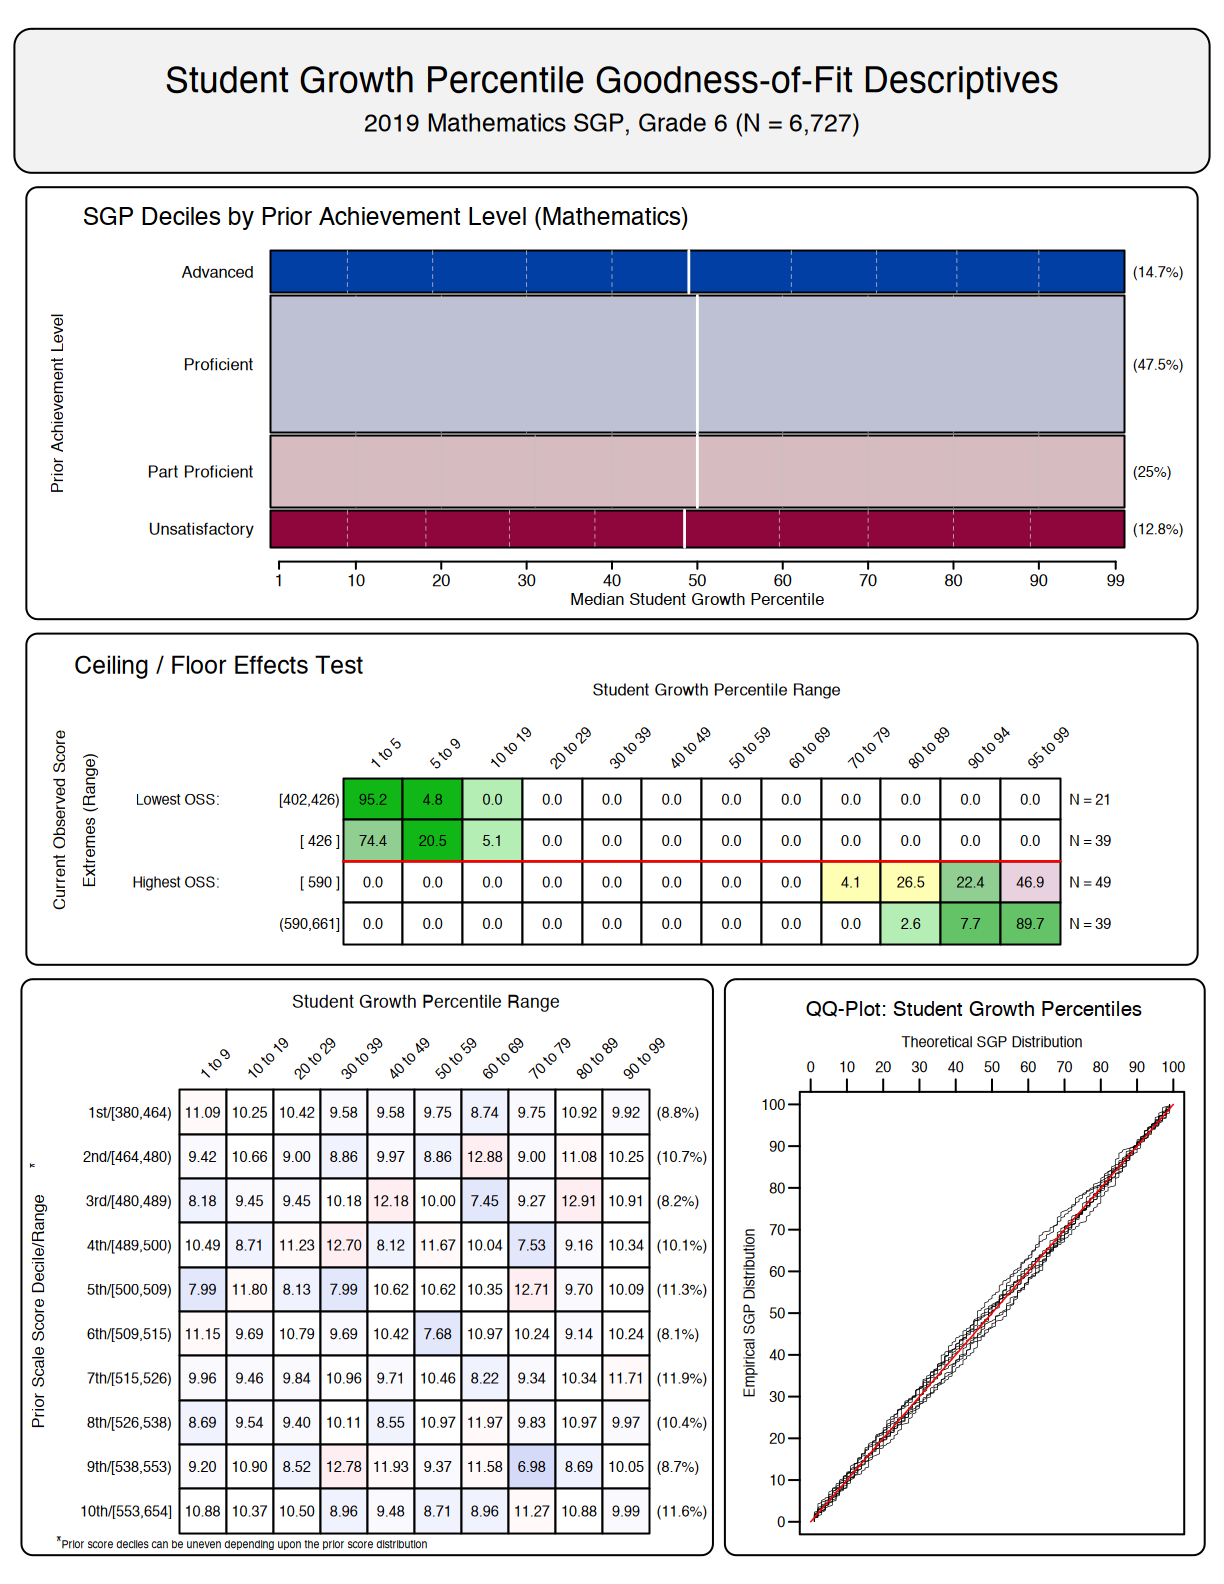 Student Growth Percentile Goodness-of-Fit Descriptives
2019 Mathematics SGP, Grade 6 (N = 6,727)
SGP Deciles by Prior Achievement Level (Mathematics)
Prior Achievement Level
Advanced (14.7%)
Proficient (47.5%)
Part Proficient (25%)
Unsatisfactory (12.8%)
1 10 20 30 40 50 60 70 80 90 99
Median Student Growth Percentile
Ceiling / Floor Effects Test
Student Growth Percentile Range
Current Observed Score
Extremes (Range)
1 to 5 5 to 9 10 to 19 20 to 29 30 to 39 40 to 49 50 to 59 60 to 69 70 to 79 80 to 89 90 to 94 95 to 99
Lowest OSS: [402,426) 95.2 4.8 0.0 0.0 0.0 0.0 0.0 0.0 0.0 0.0 0.0 0.0 N = 21
[ 426 ] 74.4 20.5 5.1 0.0 0.0 0.0 0.0 0.0 0.0 0.0 0.0 0.0 N = 39
Highest OSS: [ 590 ] 0.0 0.0 0.0 0.0 0.0 0.0 0.0 0.0 4.1 26.5 22.4 46.9 N = 49
(590,661] 0.0 0.0 0.0 0.0 0.0 0.0 0.0 0.0 0.0 2.6 7.7 89.7 N = 39
Student Growth Percentile Range
Prior Scale Score Decile/Range *
1 to 9 10 to 19 20 to 29 30 to 39 40 to 49 50 to 59 60 to 69 70 to 79 80 to 89 90 to 99
1st/[380,464) 11.09 10.25 10.42 9.58 9.58 9.75 8.74 9.75 10.92 9.92 (8.8%)
2nd/[464,480) 9.42 10.66 9.00 8.86 9.97 8.86 12.88 9.00 11.08 10.25 (10.7%)
3rd/[480,489) 8.18 9.45 9.45 10.18 12.18 10.00 7.45 9.27 12.91 10.91 (8.2%)
4th/[489,500) 10.49 8.71 11.23 12.70 8.12 11.67 10.04 7.53 9.16 10.34 (10.1%)
5th/[500,509) 7.99 11.80 8.13 7.99 10.62 10.62 10.35 12.71 9.70 10.09 (11.3%)
6th/[509,515) 11.15 9.69 10.79 9.69 10.42 7.68 10.97 10.24 9.14 10.24 (8.1%)
7th/[515,526) 9.96 9.46 9.84 10.96 9.71 10.46 8.22 9.34 10.34 11.71 (11.9%)
8th/[526,538) 8.69 9.54 9.40 10.11 8.55 10.97 11.97 9.83 10.97 9.97 (10.4%)
9th/[538,553) 9.20 10.90 8.52 12.78 11.93 9.37 11.58 6.98 8.69 10.05 (8.7%)
10th/[553,654] 10.88 10.37 10.50 8.96 9.48 8.71 8.96 11.27 10.88 9.99 (11.6%)
*Prior score deciles can be uneven depending upon the prior score distribution
QQ-Plot: Student Growth Percentiles
Theoretical SGP Distribution
0 10 20 30 40 50 60 70 80 90 100
Empirical SGP Distribution
100
90
80
70
60
50
40
30
20
10
0